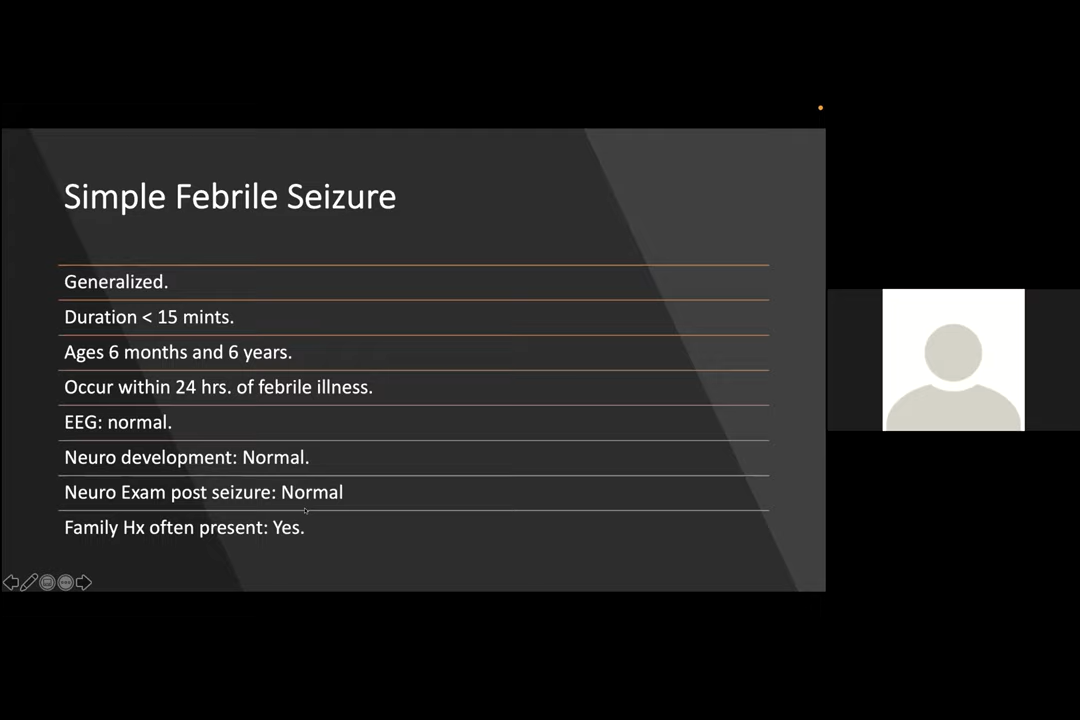 Simple Febrile Seizure
Generalized.
Duration < 15 mints.
Ages 6 months and 6 years.
Occur within 24 hrs. of febrile illness.
EEG: normal.
Neuro development: Normal.
Neuro Exam post seizure: Normal
Family Hx often present: Yes.